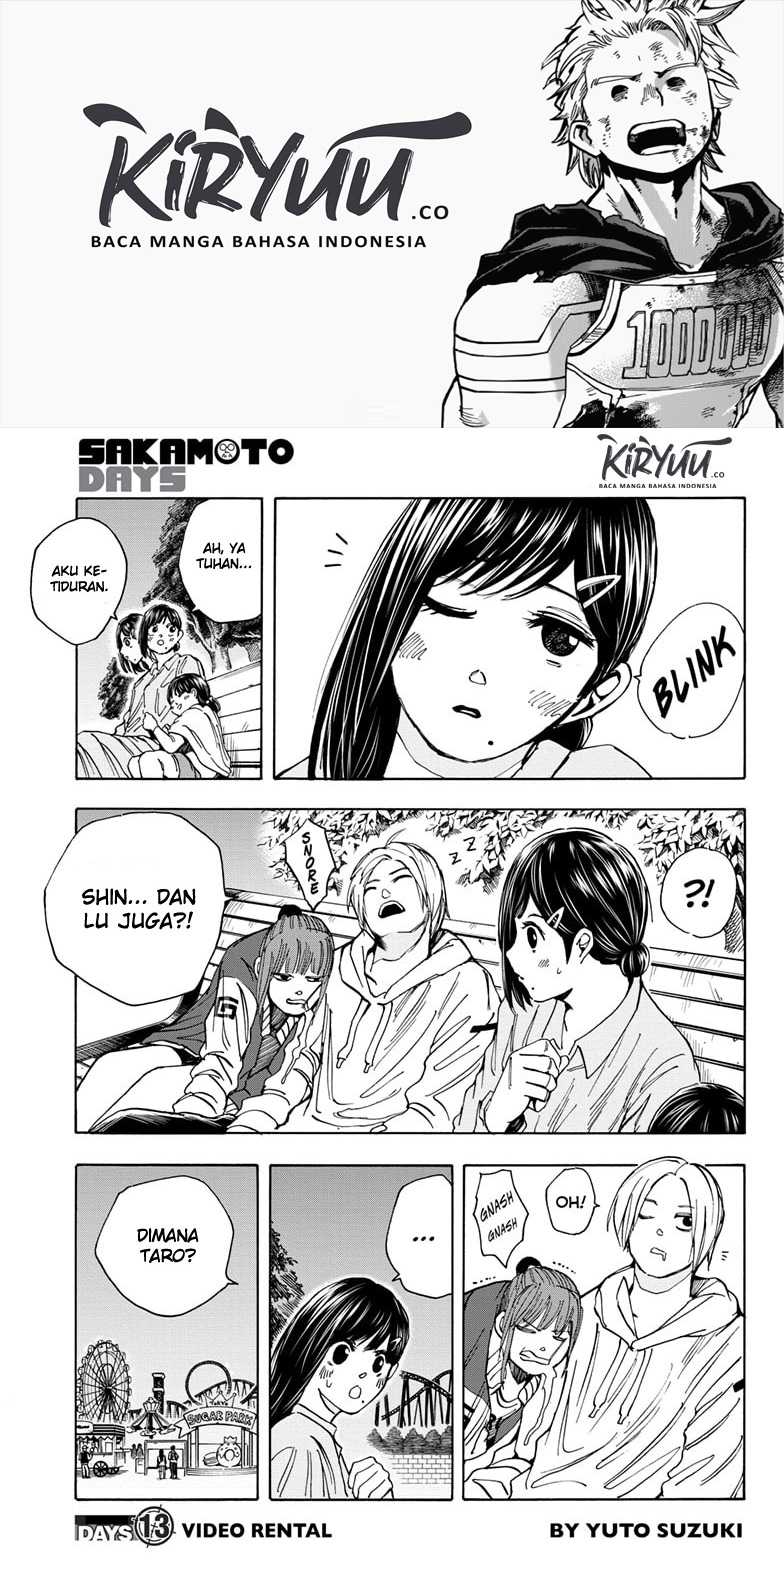 KIRYUU.CO
BACA MANGA BAHASA INDONESIA
1000000
SAKAMOTO
DAYS
KIRYUU.CO
BACA MANGA BAHASA INDONESIA
BLINK
AH, YA
TUHAN...
AKU KE-
TIDURAN.
?!
Z Z Z
SNORE
SHIN... DAN
LU JUGA?!
OH!
GNASH
GNASH
...
DIMANA
TARO?
SUGAR PARK
DAYS 13 VIDEO RENTAL
BY YUTO SUZUKI